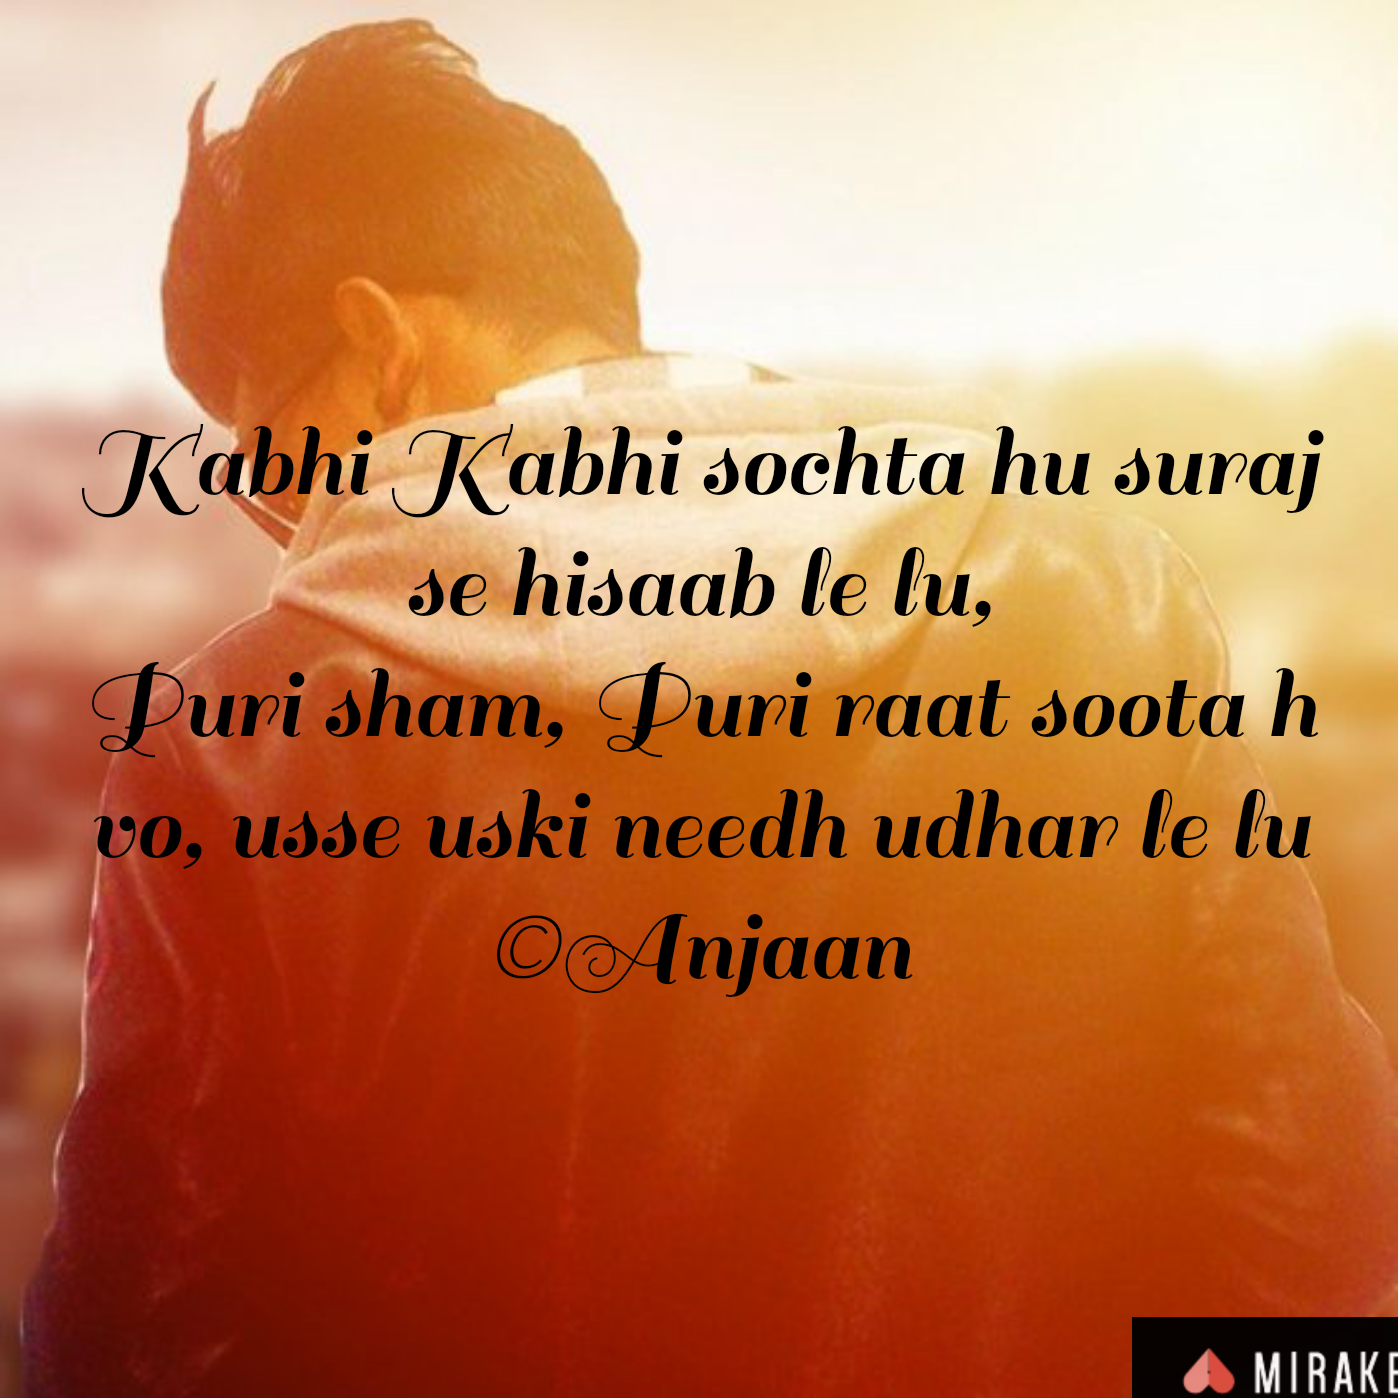 Kabhi Kabhi sochta hu suraj
se hisaab le lu,
Puri sham, Puri raat soota h
vo, usse uski needh udhar le lu
©Anjaan
MIRAKE